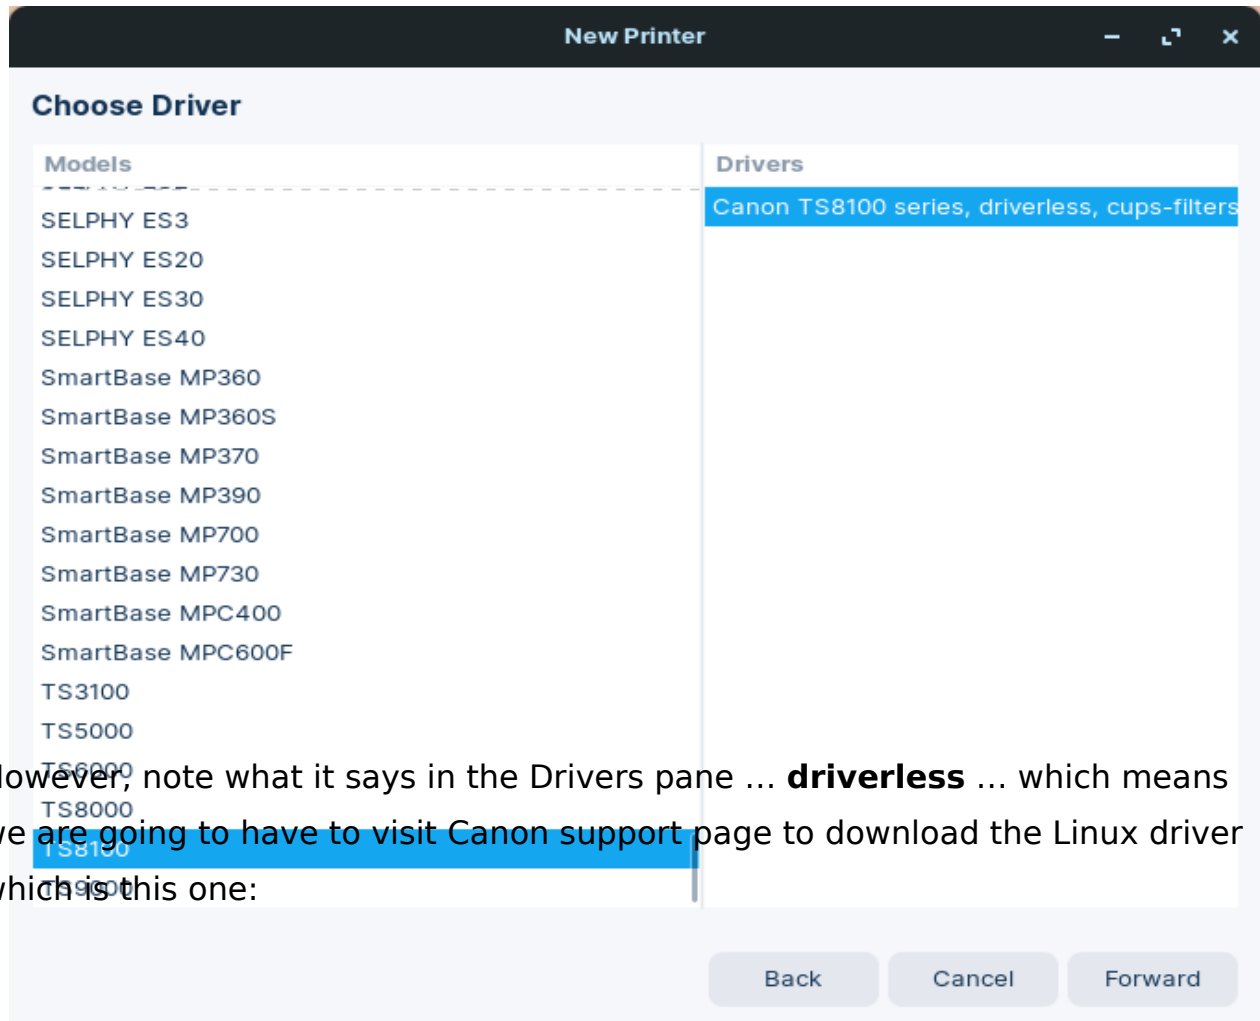 New Printer
Choose Driver
Models
Drivers
Canon TS8100 series, driverless, cups-filters
SELPHY ES3
SELPHY ES20
SELPHY ES30
SELPHY ES40
SmartBase MP360
SmartBase MP360S
SmartBase MP370
SmartBase MP390
SmartBase MP700
SmartBase MP730
SmartBase MPC400
SmartBase MPC600F
TS3100
TS5000
TS6000
TS8000
TS8100
TS9000
note what it says in the Drivers pane ... driverless ... which means
are going to have to visit Canon support page to download the Linux driver
is this one:
Back
Cancel
Forward